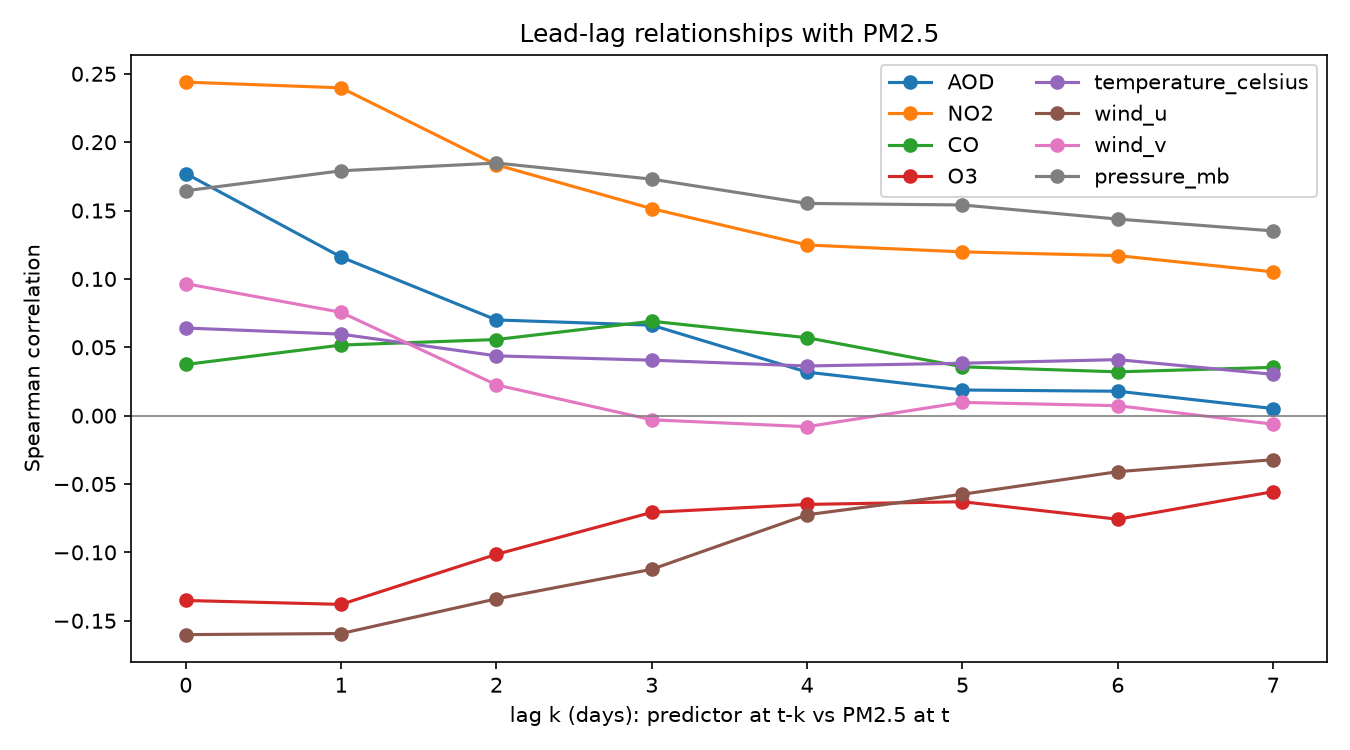 Lead-lag relationships with PM2.5
Spearman correlation
0.25
0.20
0.15
0.10
0.05
0.00
−0.05
−0.10
−0.15
AOD
NO2
CO
O3
temperature_celsius
wind_u
wind_v
pressure_mb
0 1 2 3 4 5 6 7
lag k (days): predictor at t-k vs PM2.5 at t